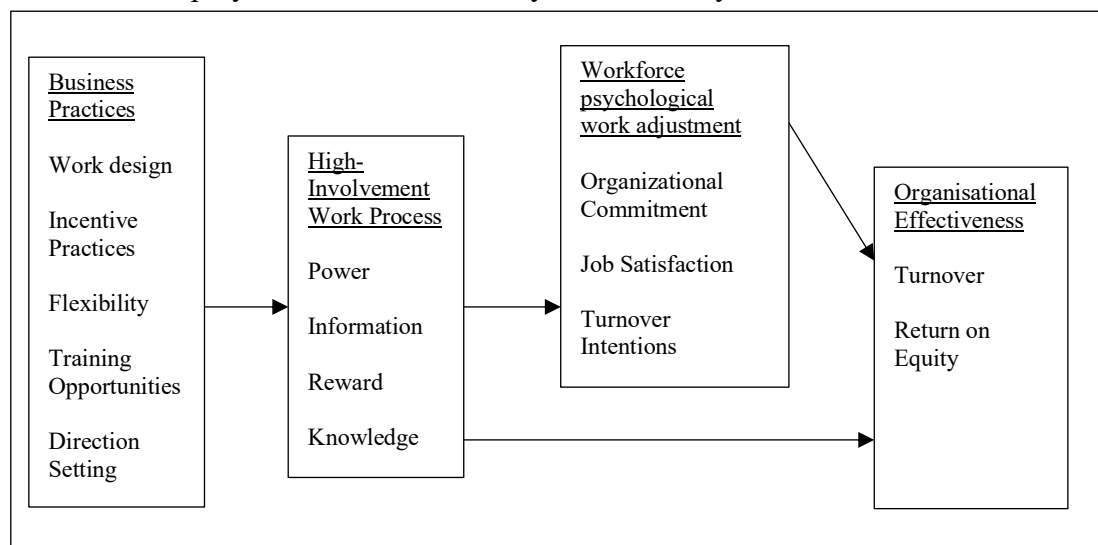 Business
Practices
Work design
Incentive
Practices
Flexibility
Training
Opportunities
Direction
Setting
High-
Involvement
Work Process
Power
Information
Reward
Knowledge
Workforce
psychological
work adjustment
Organizational
Commitment
Job Satisfaction
Turnover
Intentions
Organisational
Effectiveness
Turnover
Return on
Equity